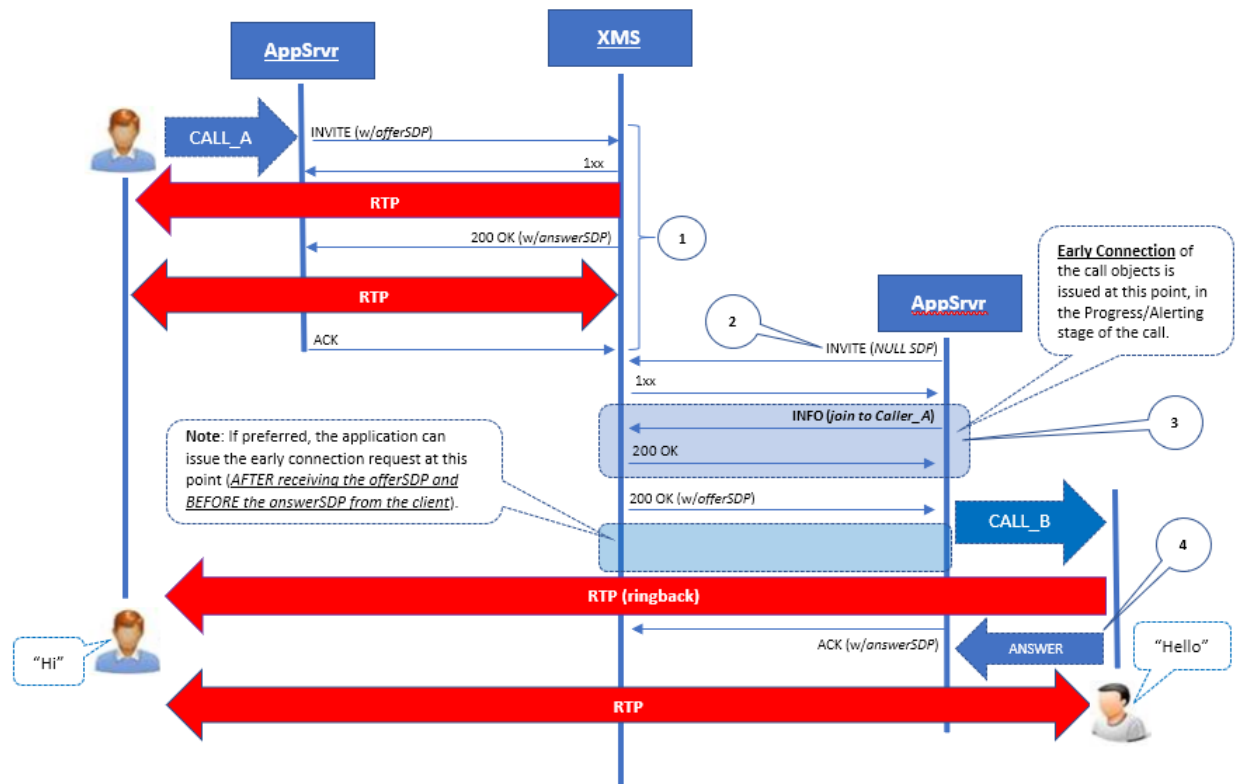 XMS
AppSrvr
CALL_A
INVITE (w/offerSDP)
1xx
RTP
200 OK (w/answerSDP)
1
RTP
ACK
Early Connection of
the call objects is
issued at this point, in
the Progress/Alerting
stage of the call.
AppSrvr
2
INVITE (NULL SDP)
1xx
INFO (join to Caller_A)
3
200 OK
Note: If preferred, the application can
issue the early connection request at this
point (AFTER receiving the offerSDP and
BEFORE the answerSDP from the client).
200 OK (w/offerSDP)
CALL_B
4
RTP (ringback)
ACK (w/answerSDP)
ANSWER
"Hi"
"Hello"
RTP